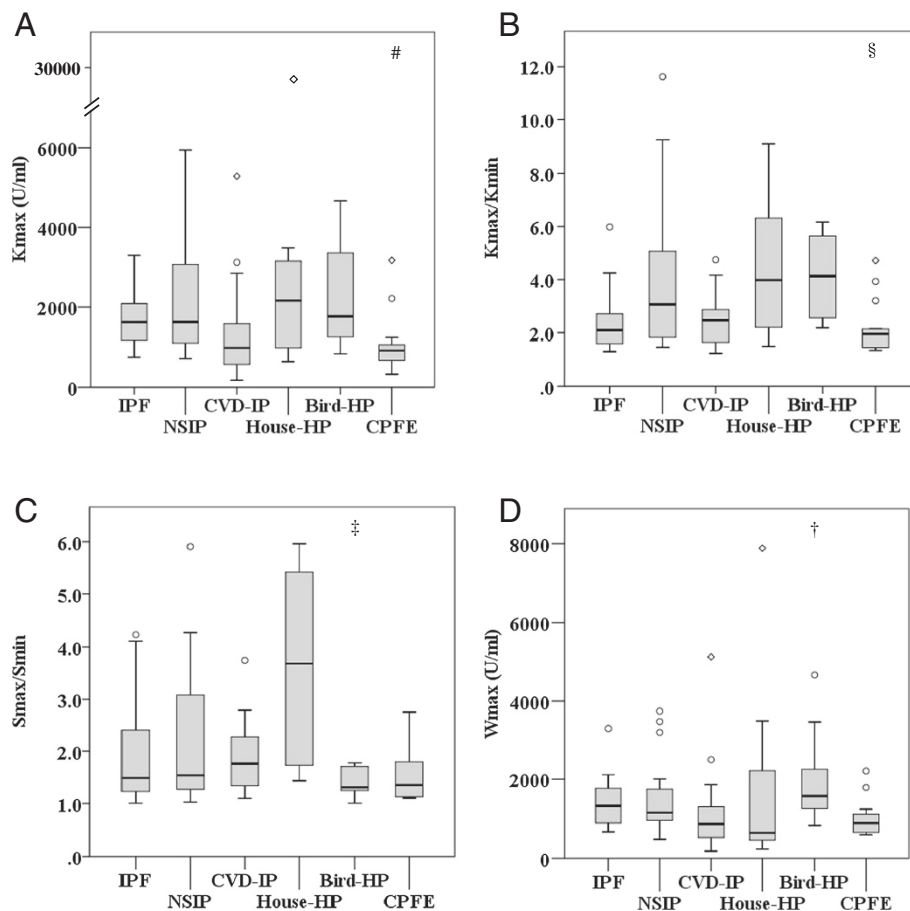 A
#
30000
6000
4000
2000
0
Kmax (U/ml)
IPF
CVD-IP
Bird-HP
NSIP
House-HP
CPFE
B
§
12.0
10.0
8.0
6.0
4.0
2.0
.0
Kmax/Kmin
IPF
CVD-IP
Bird-HP
NSIP
House-HP
CPFE
C
‡
6.0
5.0
4.0
3.0
2.0
1.0
.0
Smax/Smin
IPF
CVD-IP
Bird-HP
NSIP
House-HP
CPFE
D
†
8000
6000
4000
2000
0
Wmax (U/ml)
IPF
CVD-IP
Bird-HP
NSIP
House-HP
CPFE